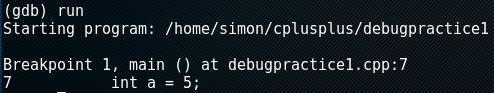 (gdb) run
Starting program: /home/simon/cplusplus/debugpractice1

Breakpoint 1, main () at debugpractice1.cpp:7
7           int a = 5;